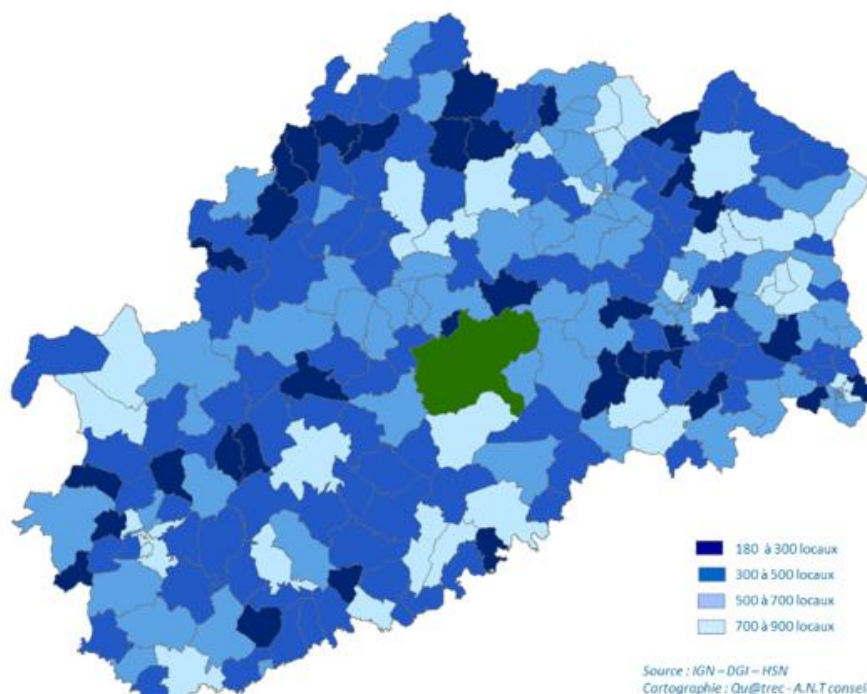 180 à 300 locaux
300 à 500 locaux
500 à 700 locaux
700 à 900 locaux
Source : IGN – DGI – HSN
Cartographie : Qu@trec - A.N.T conseil